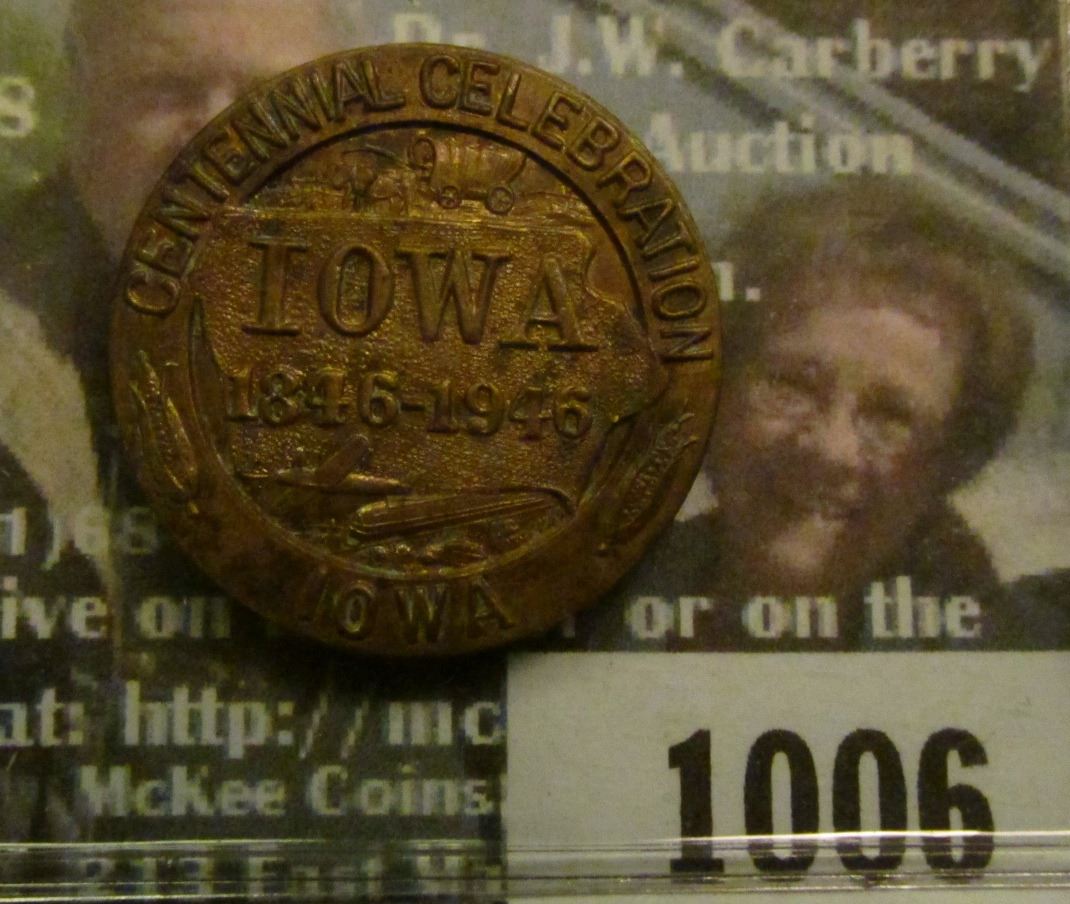 Dr. J.W. Carberry
s
Auction
CENTENNIAL CELEBRATION
IOWA
1846-1946
IOWA
ive on
or on the
at: http://mc
McKee Coins
1006